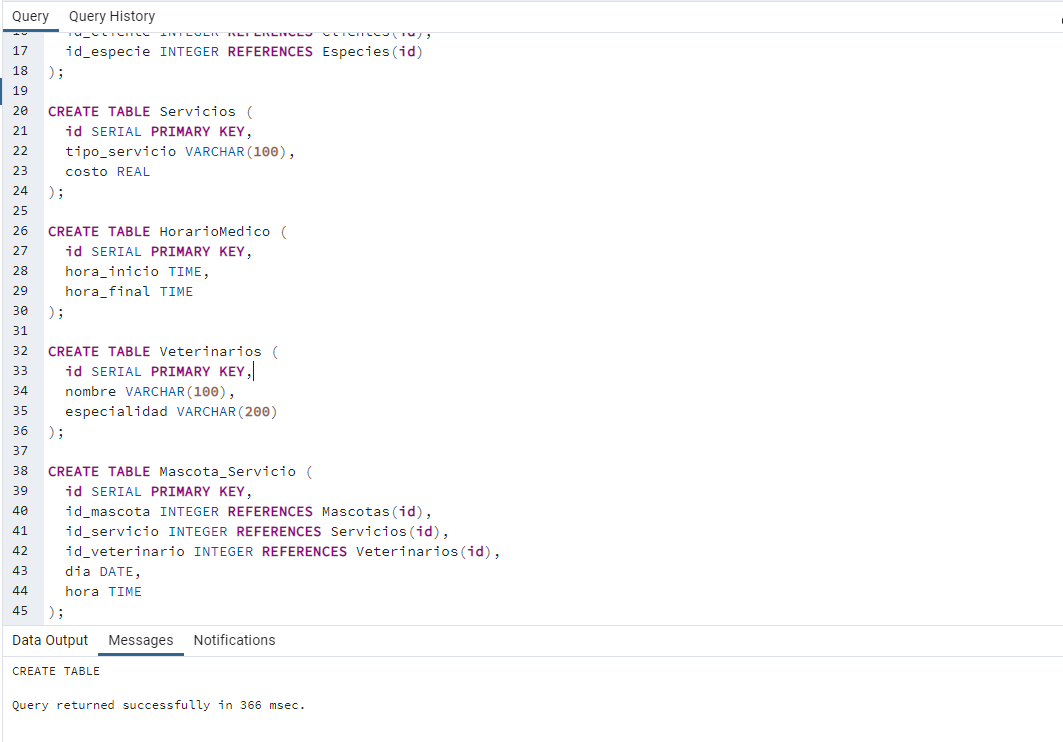 Query Query History
16 id_cliente INTEGER REFERENCES Clientes(id),
17 id_especie INTEGER REFERENCES Especies(id)
18 );
19
20 CREATE TABLE Servicios (
21 id SERIAL PRIMARY KEY,
22 tipo_servicio VARCHAR(100),
23 costo REAL
24 );
25
26 CREATE TABLE HorarioMedico (
27 id SERIAL PRIMARY KEY,
28 hora_inicio TIME,
29 hora_final TIME
30 );
31
32 CREATE TABLE Veterinarios (
33 id SERIAL PRIMARY KEY,
34 nombre VARCHAR(100),
35 especialidad VARCHAR(200)
36 );
37
38 CREATE TABLE Mascota_Servicio (
39 id SERIAL PRIMARY KEY,
40 id_mascota INTEGER REFERENCES Mascotas(id),
41 id_servicio INTEGER REFERENCES Servicios(id),
42 id_veterinario INTEGER REFERENCES Veterinarios(id),
43 dia DATE,
44 hora TIME
45 );
Data Output Messages Notifications
CREATE TABLE
Query returned successfully in 366 msec.